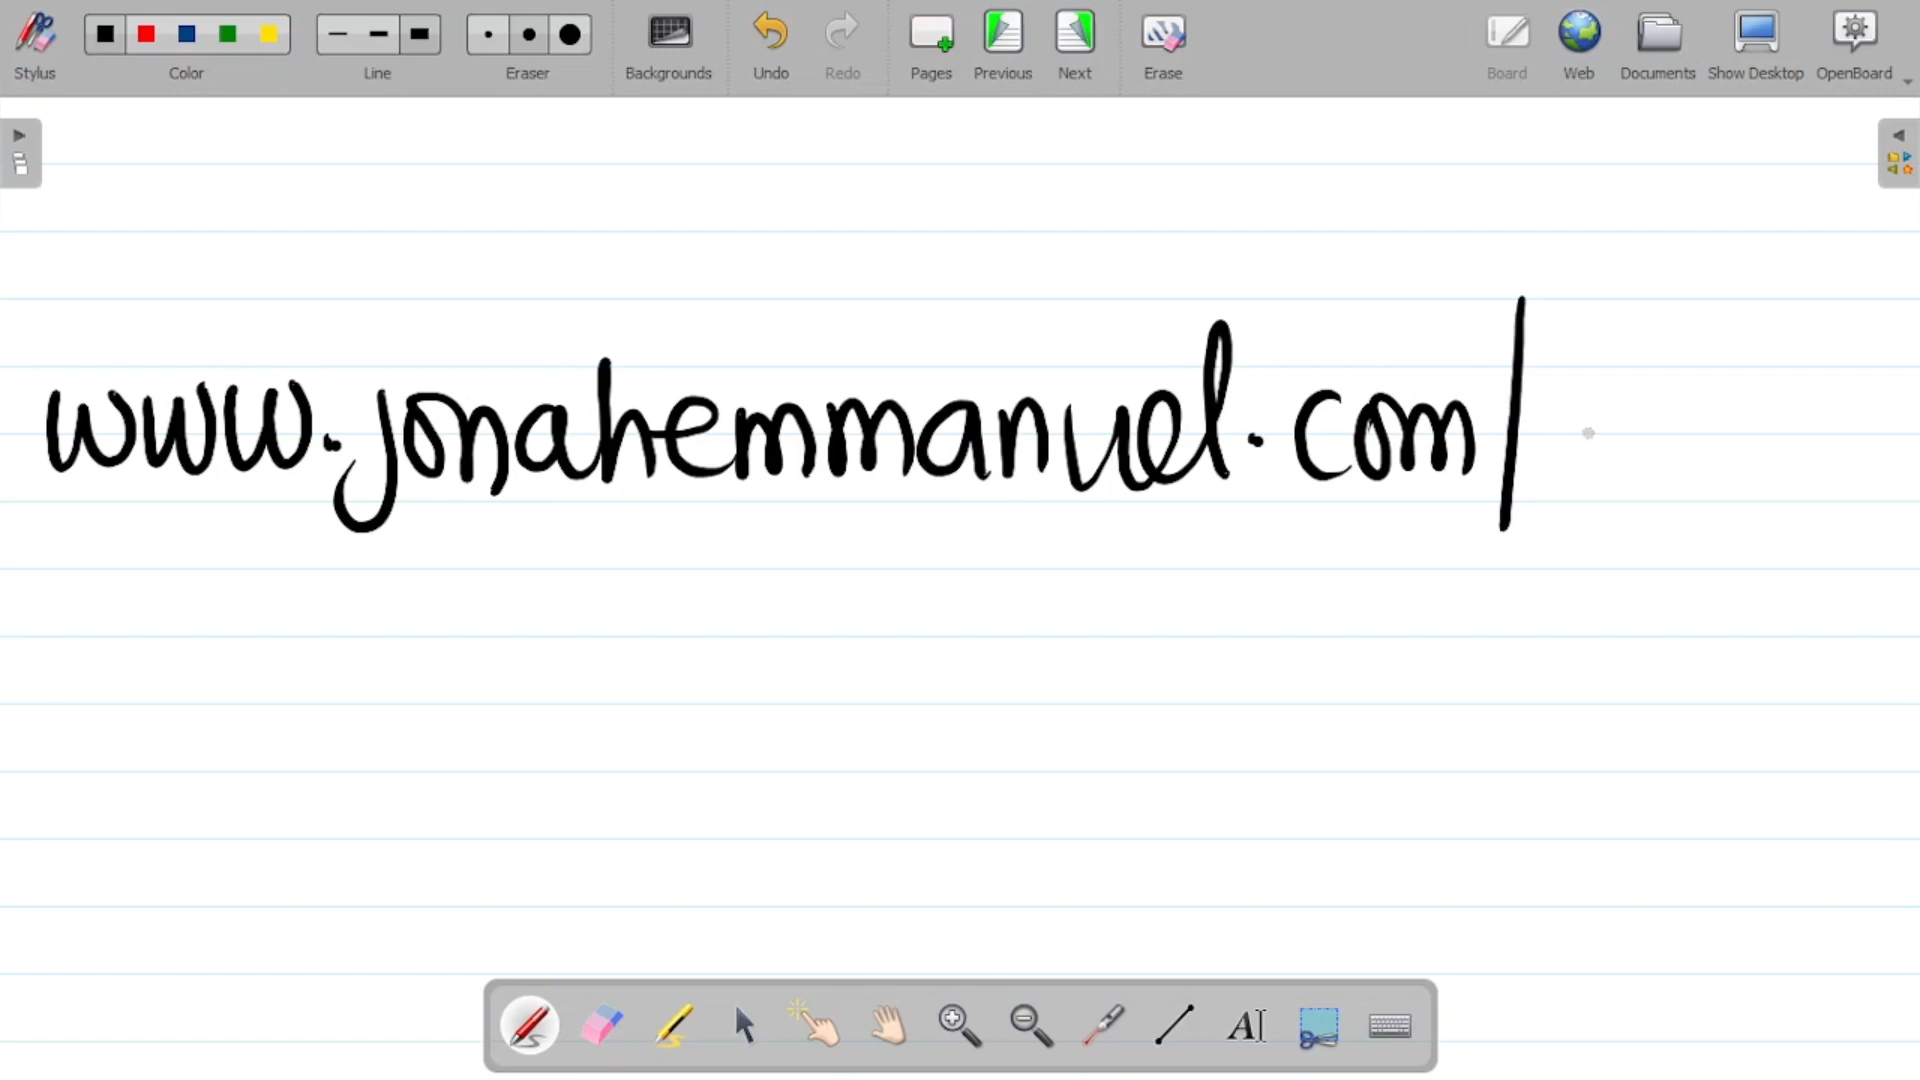 Stylus Color Line Eraser Backgrounds Undo Redo Pages Previous Next Erase Board Web Documents Show Desktop OpenBoard
www.jonahemmanuel.com/